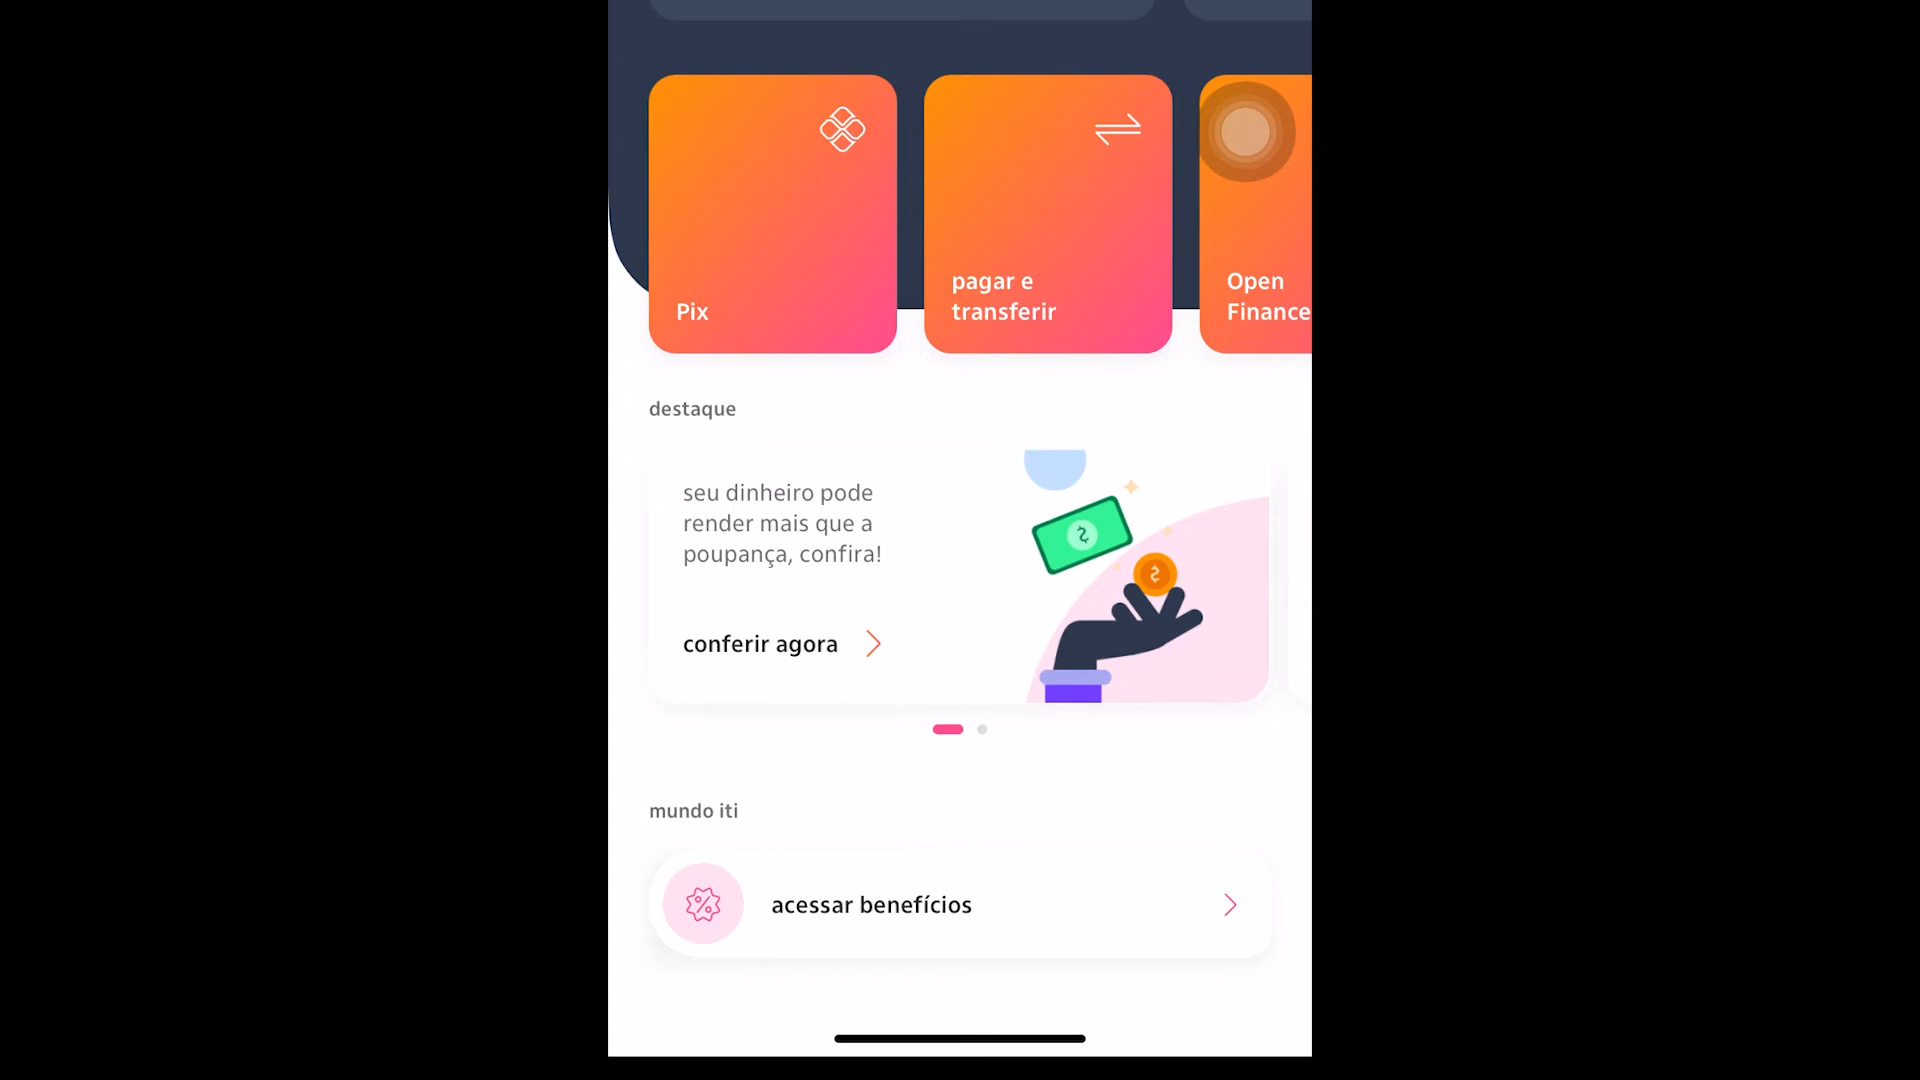 Pix
pagar e
transferir
Open
Finance
destaque
seu dinheiro pode
render mais que a
poupança, confira!
conferir agora
mundo iti
acessar benefícios